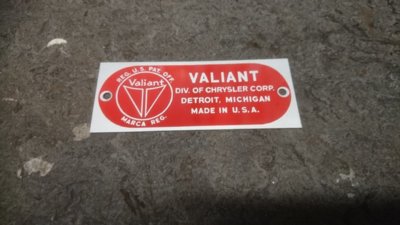 REG. U.S. PAT. OFF.
Valiant
MARCA REG.
VALIANT
DIV. OF CHRYSLER CORP.
DETROIT, MICHIGAN
MADE IN U.S.A.